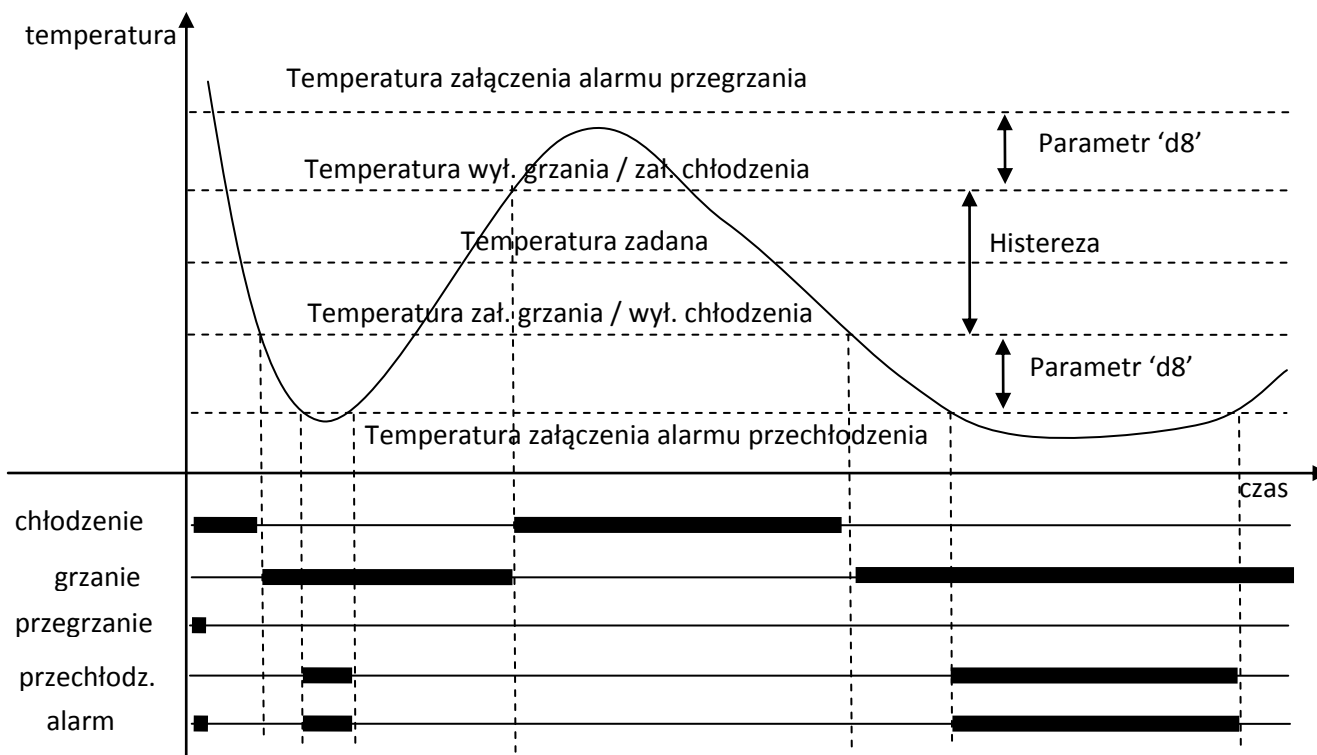 temperatura
Temperatura załączenia alarmu przegrzania
Parametr ‘d8’
Temperatura wył. grzania / zał. chłodzenia
Temperatura zadana
Histereza
Temperatura zał. grzania / wył. chłodzenia
Parametr ‘d8’
Temperatura załączenia alarmu przechłodzenia
czas
chłodzenie
grzanie
przegrzanie
przechłodz.
alarm